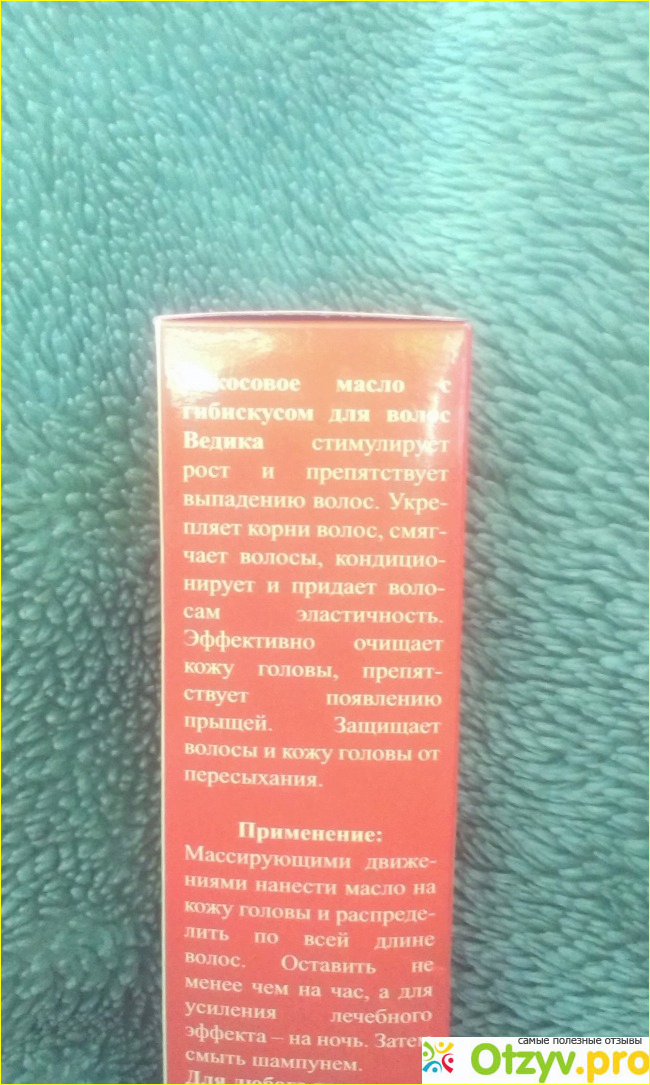 кокосовое масло с
гибискусом для волос
Ведика стимулирует
рост и препятствует
выпадению волос. Укре-
пляет корни волос, смяг-
чает волосы, кондицио-
нирует и придает воло-
сам эластичность.
Эффективно очищает
кожу головы, препят-
ствует появлению
прыщей. Защищает
волосы и кожу головы от
пересыхания.
Применение:
Массирующими движе-
ниями нанести масло на
кожу головы и распреде-
лить по всей длине
волос. Оставить не
менее чем на час, а для
усиления лечебного
эффекта – на ночь. Затем
смыть шампунем.
Для любого
самые полезные отзывы
Otzyv.pro